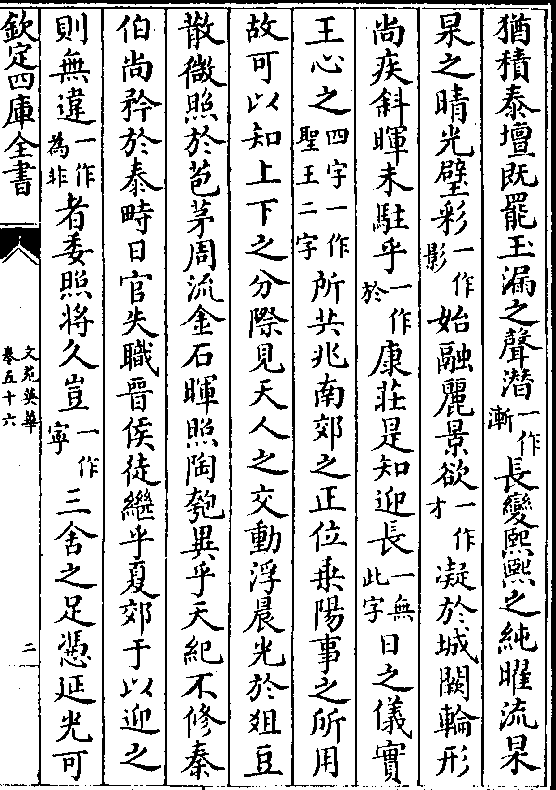 猶積泰壇既罷玉漏之聲潛一作漸長變熙熙之純曜流杲
杲之晴光璧彩一作影始融麗景欲一作才凝於城闕輪形
尚疾斜暉未駐乎一作於康莊是知迎長一無此字日之儀實
王心之四字一作聖王二字所共兆南郊之正位乗陽事之所用
故可以知上下之分際見天人之交動浮晨光於爼豆
散微照於苞茅周流金石暉照陶匏異乎天紀不修秦
伯尚矜於泰畤日官失職晉侯徒繼乎夏郊于以迎之
則無違一作為非者委照將久豈一作寧三舍之足憑延光可
欽定四庫全書
文苑英華
卷五十六
二